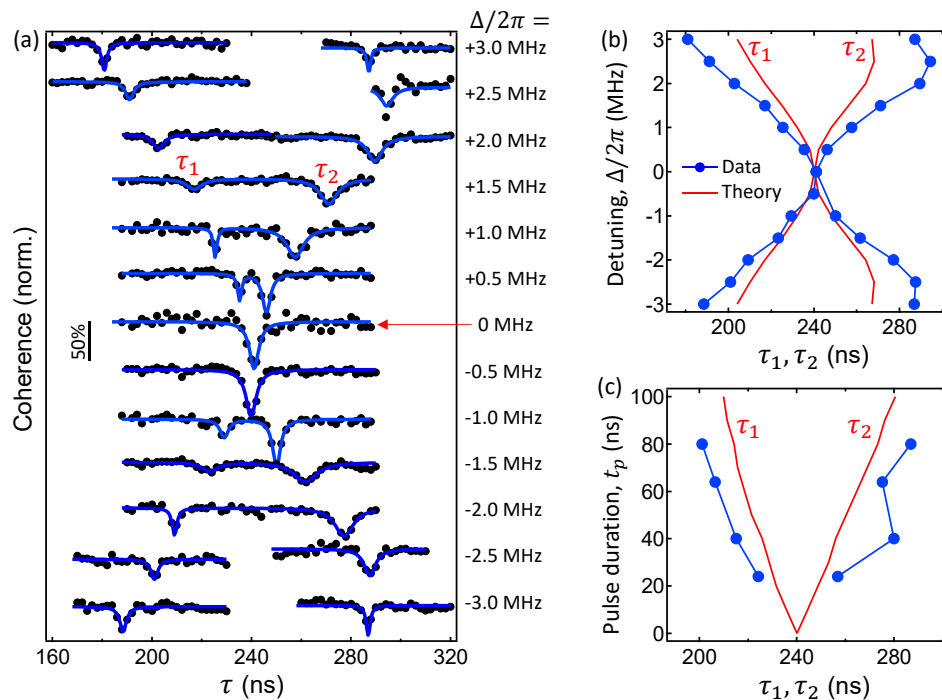 (a)
Δ/2π =
+3.0 MHz
+2.5 MHz
+2.0 MHz
τ₁
τ₂
+1.5 MHz
+1.0 MHz
+0.5 MHz
0 MHz
-0.5 MHz
-1.0 MHz
-1.5 MHz
-2.0 MHz
-2.5 MHz
-3.0 MHz
50%
Coherence (norm.)
160 200 240 280 320
τ (ns)
(b)
τ₁
τ₂
3
2
1
0
-1
-2
-3
Detuning, Δ/2π (MHz)
Data
Theory
200 240 280
τ₁, τ₂ (ns)
(c)
τ₁
τ₂
100
80
60
40
20
0
Pulse duration, tₚ (ns)
200 240 280
τ₁, τ₂ (ns)